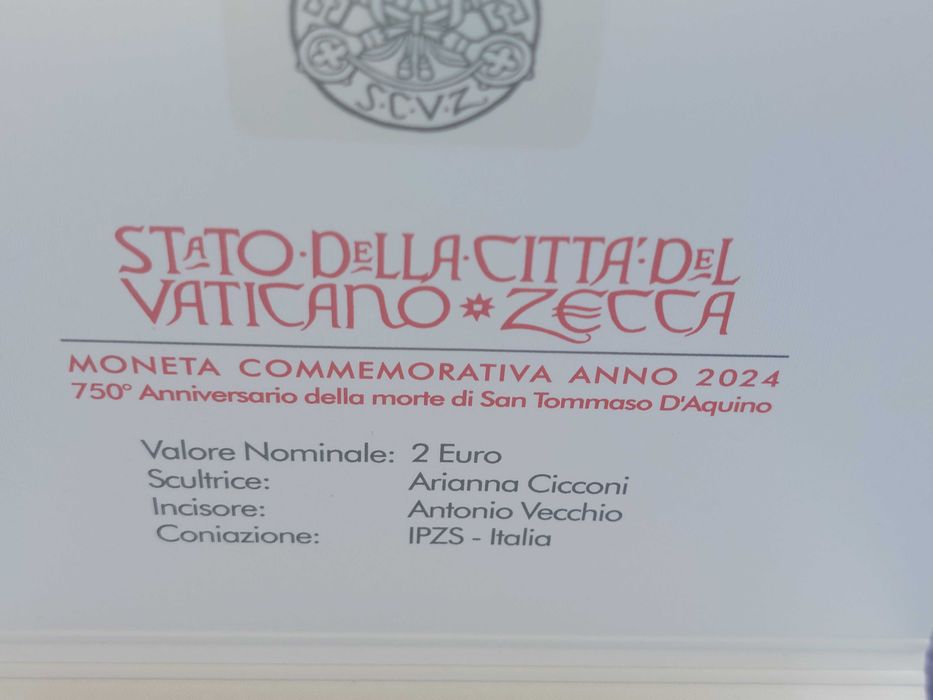 S.C.V.Z.
STATO·DELLA·CITTÀ·DEL
VATICANO ✷ ZECCA
MONETA COMMEMORATIVA ANNO 2024
750° Anniversario della morte di San Tommaso D'Aquino
Valore Nominale: 2 Euro
Scultrice: Arianna Cicconi
Incisore: Antonio Vecchio
Coniazione: IPZS - Italia